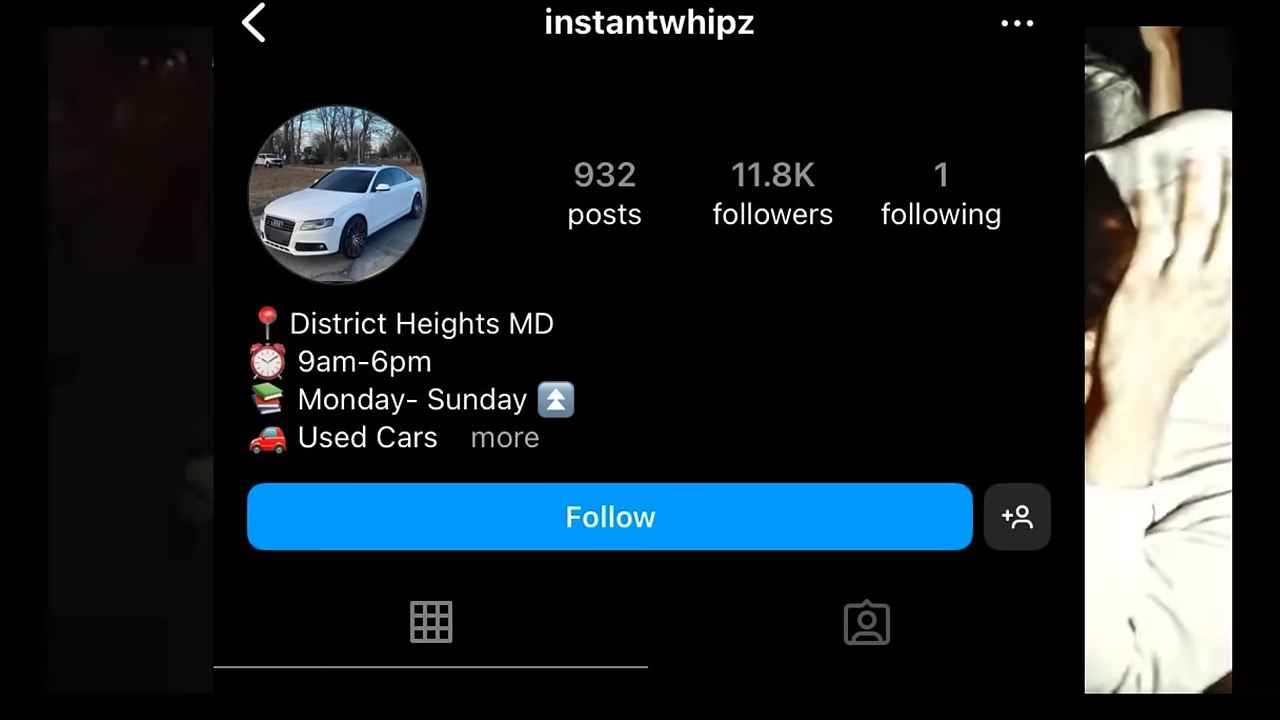 instantwhipz
932
posts
11.8K
followers
1
following
📍 District Heights MD
⏰ 9am-6pm
📚 Monday- Sunday ⏫
🚗 Used Cars more
Follow